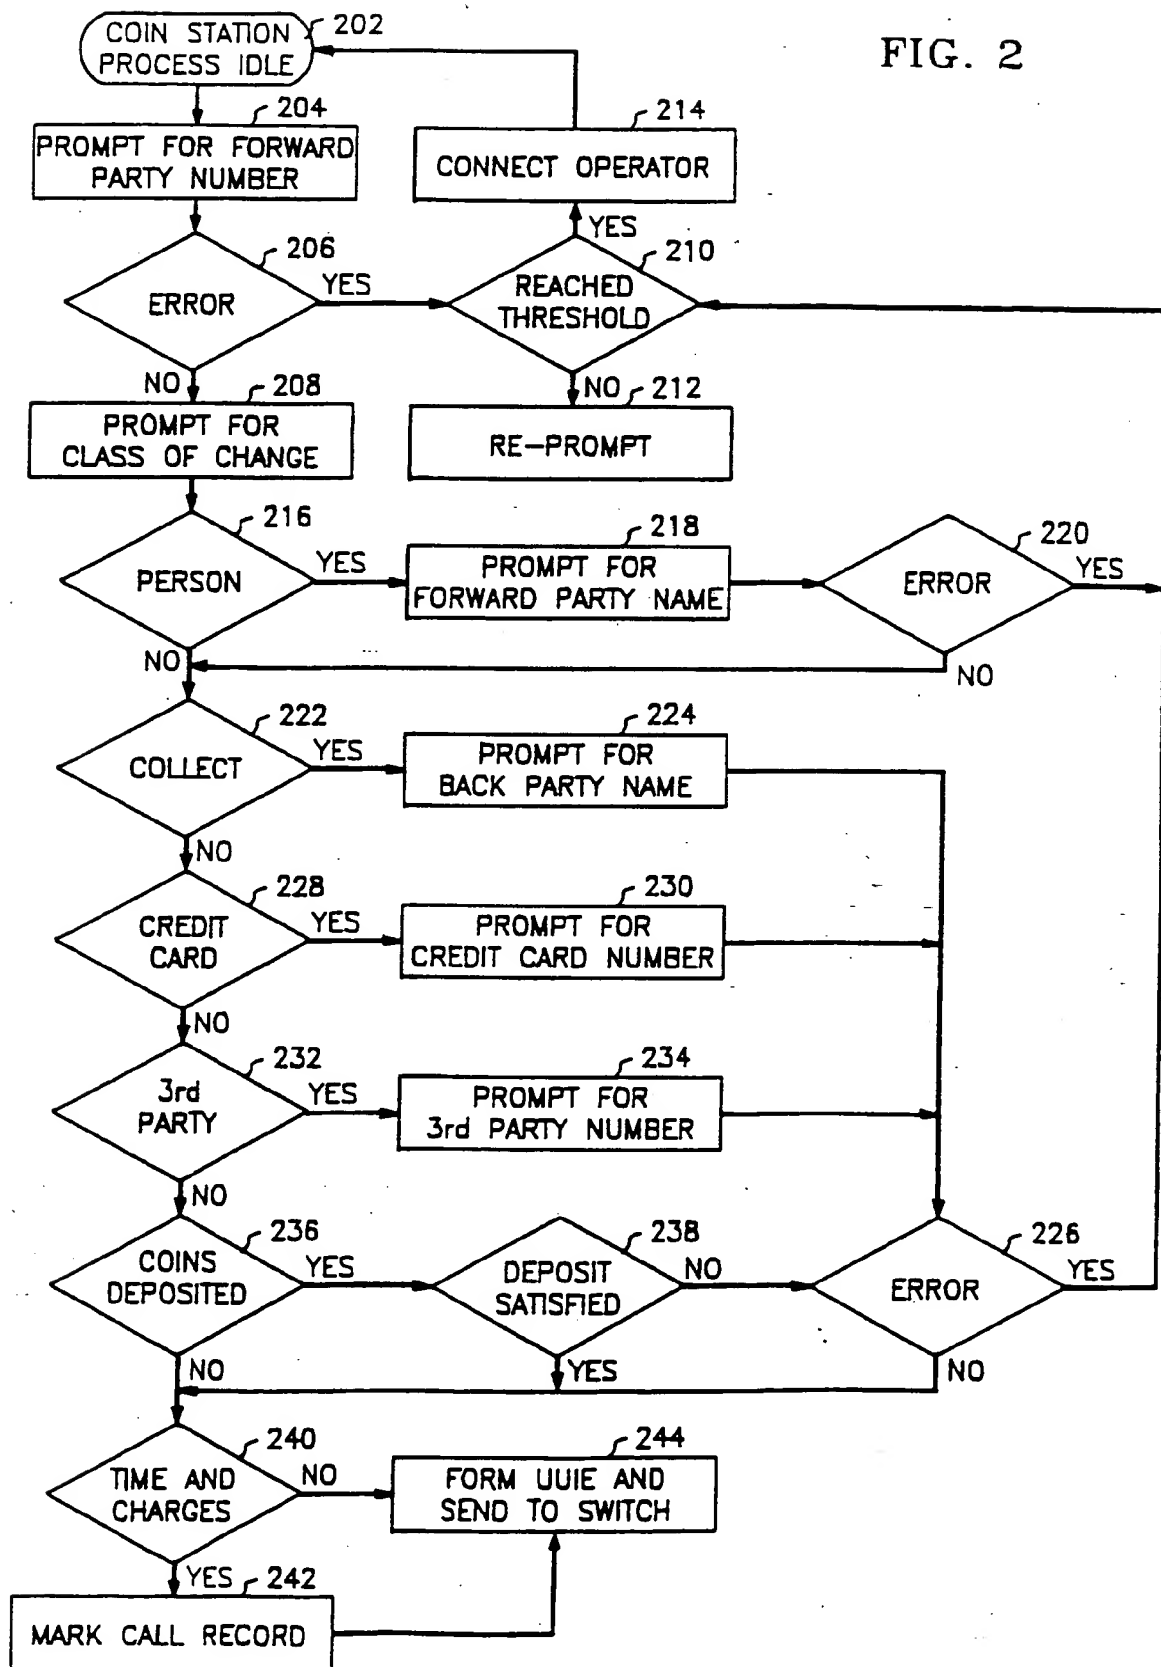 FIG. 2
COIN STATION
PROCESS IDLE
202
204
PROMPT FOR FORWARD
PARTY NUMBER
214
CONNECT OPERATOR
YES
206
ERROR
YES
210
REACHED
THRESHOLD
NO
208
PROMPT FOR
CLASS OF CHANGE
NO
212
RE-PROMPT
216
PERSON
YES
218
PROMPT FOR
FORWARD PARTY NAME
220
ERROR
YES
NO
NO
222
COLLECT
YES
224
PROMPT FOR
BACK PARTY NAME
NO
228
CREDIT
CARD
YES
230
PROMPT FOR
CREDIT CARD NUMBER
NO
232
3rd
PARTY
YES
234
PROMPT FOR
3rd PARTY NUMBER
NO
236
COINS
DEPOSITED
YES
238
DEPOSIT
SATISFIED
NO
226
ERROR
YES
NO
YES
NO
240
TIME AND
CHARGES
NO
244
FORM UUIE AND
SEND TO SWITCH
YES
242
MARK CALL RECORD